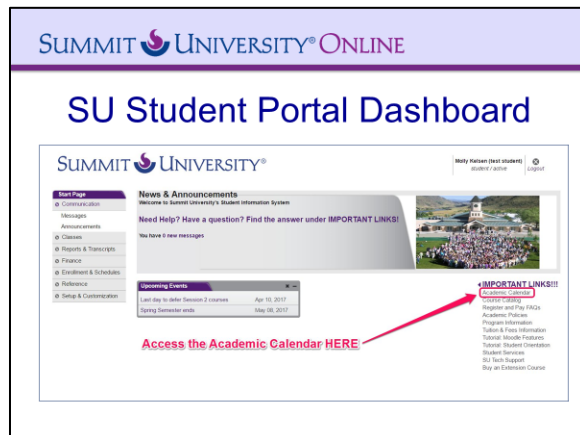 SUMMIT UNIVERSITY® ONLINE
SU Student Portal Dashboard
SUMMIT UNIVERSITY®
Molly Kelsen (test student)
student / active
Logout
Start Page
Communication
Messages
Announcements
Classes
Reports & Transcripts
Finance
Enrollment & Schedules
Reference
Setup & Customization
News & Announcements
Welcome to Summit University's Student Information System
Need Help? Have a question? Find the answer under IMPORTANT LINKS!
You have 0 new messages
Upcoming Events
Last day to defer Session 2 courses Apr 10, 2017
Spring Semester ends May 08, 2017
Access the Academic Calendar HERE
IMPORTANT LINKS!!!
Academic Calendar
Course Catalog
Register and Pay FAQs
Academic Policies
Program Information
Tuition & Fees Information
Tutorial: Moodle Features
Tutorial: Student Orientation
Student Services
SU Tech Support
Buy an Extension Course